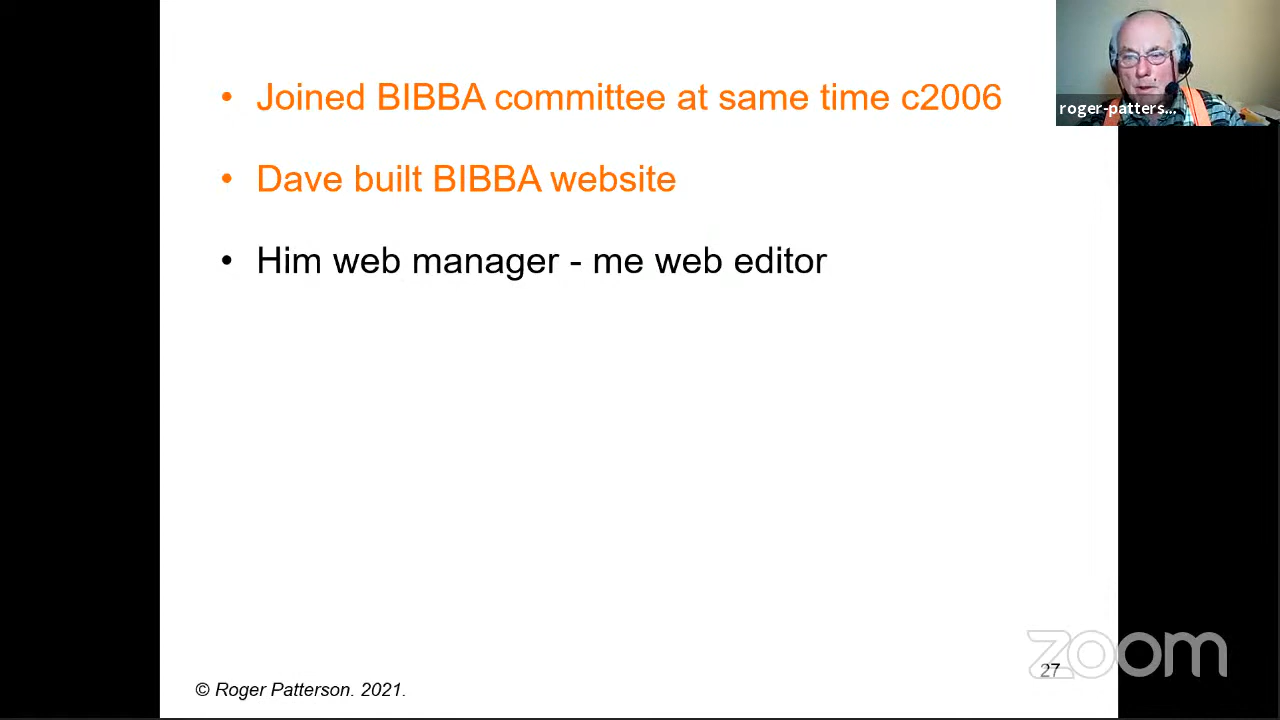 • Joined BIBBA committee at same time c2006
• Dave built BIBBA website
• Him web manager - me web editor
roger-patters...
© Roger Patterson. 2021.
27
zoom